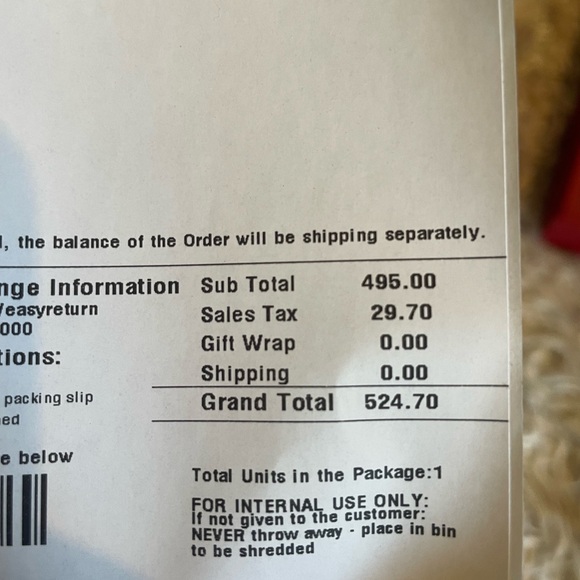 , the balance of the Order will be shipping separately.
nge Information
/easyreturn
000
tions:
packing slip
ed
e below
Sub Total 495.00
Sales Tax 29.70
Gift Wrap 0.00
Shipping 0.00
Grand Total 524.70
Total Units in the Package:1
FOR INTERNAL USE ONLY:
If not given to the customer:
NEVER throw away - place in bin
to be shredded